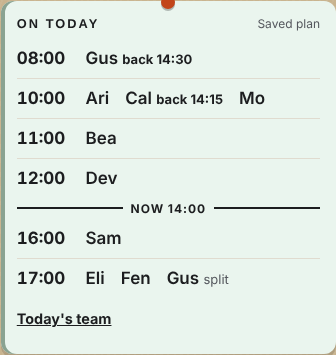 ON TODAY Saved plan
08:00 Gus back 14:30
10:00 Ari Cal back 14:15 Mo
11:00 Bea
12:00 Dev
NOW 14:00
16:00 Sam
17:00 Eli Fen Gus split
Today's team